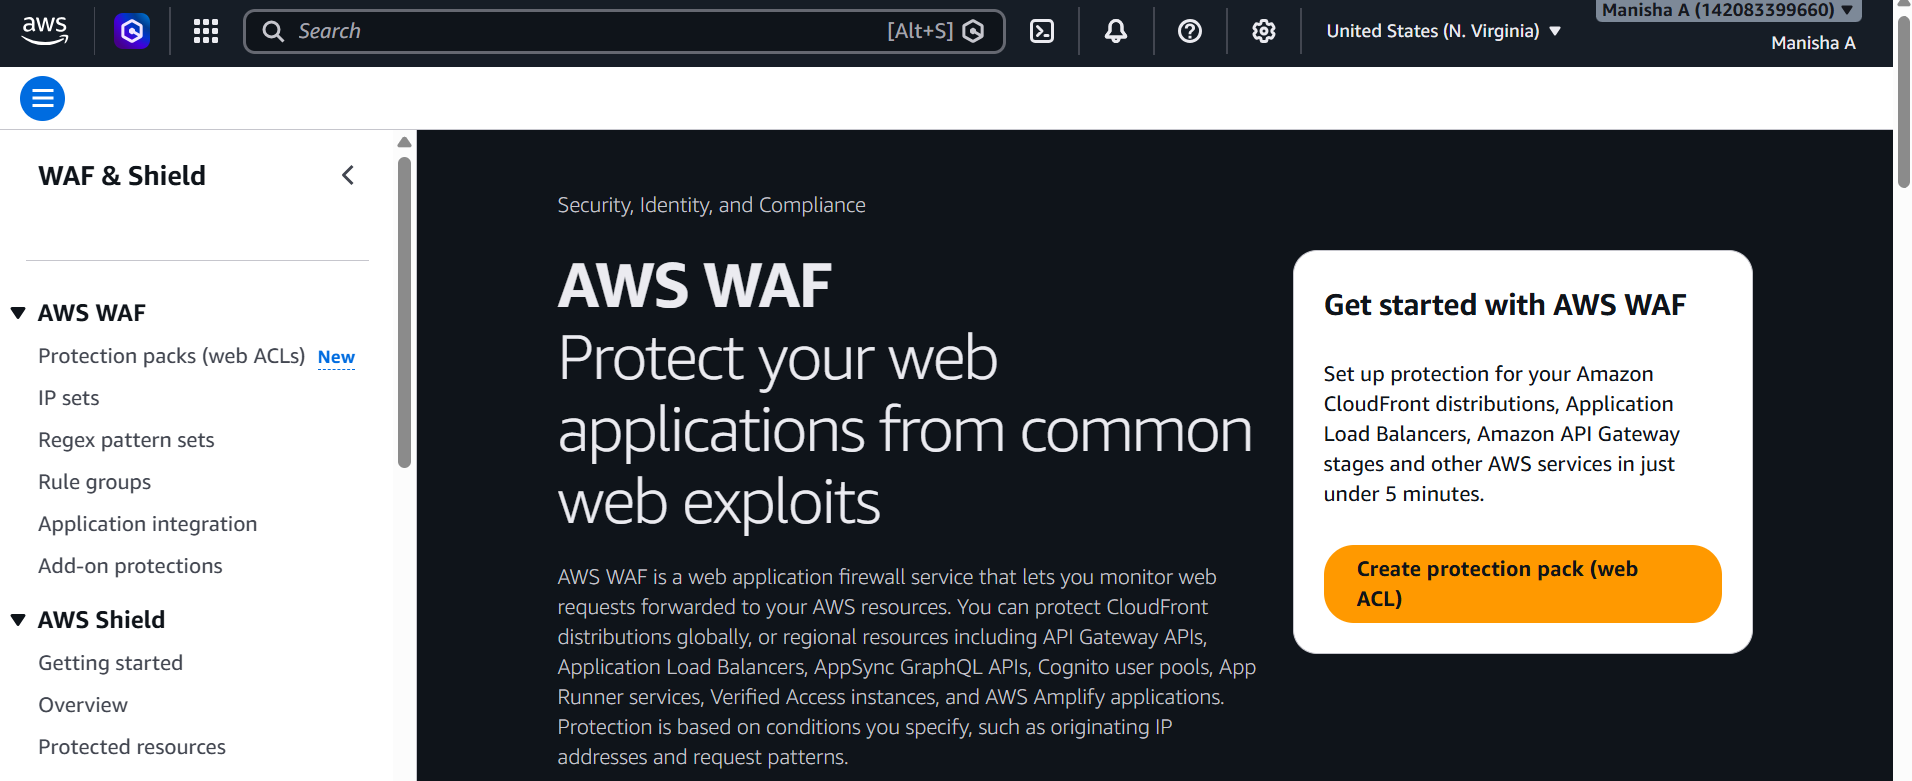 aws
Search
[Alt+S]
United States (N. Virginia)
Manisha A (142083399660)
Manisha A
WAF & Shield
AWS WAF
Protection packs (web ACLs) New
IP sets
Regex pattern sets
Rule groups
Application integration
Add-on protections
AWS Shield
Getting started
Overview
Protected resources
Security, Identity, and Compliance
AWS WAF
Protect your web
applications from common
web exploits
AWS WAF is a web application firewall service that lets you monitor web
requests forwarded to your AWS resources. You can protect CloudFront
distributions globally, or regional resources including API Gateway APIs,
Application Load Balancers, AppSync GraphQL APIs, Cognito user pools, App
Runner services, Verified Access instances, and AWS Amplify applications.
Protection is based on conditions you specify, such as originating IP
addresses and request patterns.
Get started with AWS WAF
Set up protection for your Amazon
CloudFront distributions, Application
Load Balancers, Amazon API Gateway
stages and other AWS services in just
under 5 minutes.
Create protection pack (web
ACL)